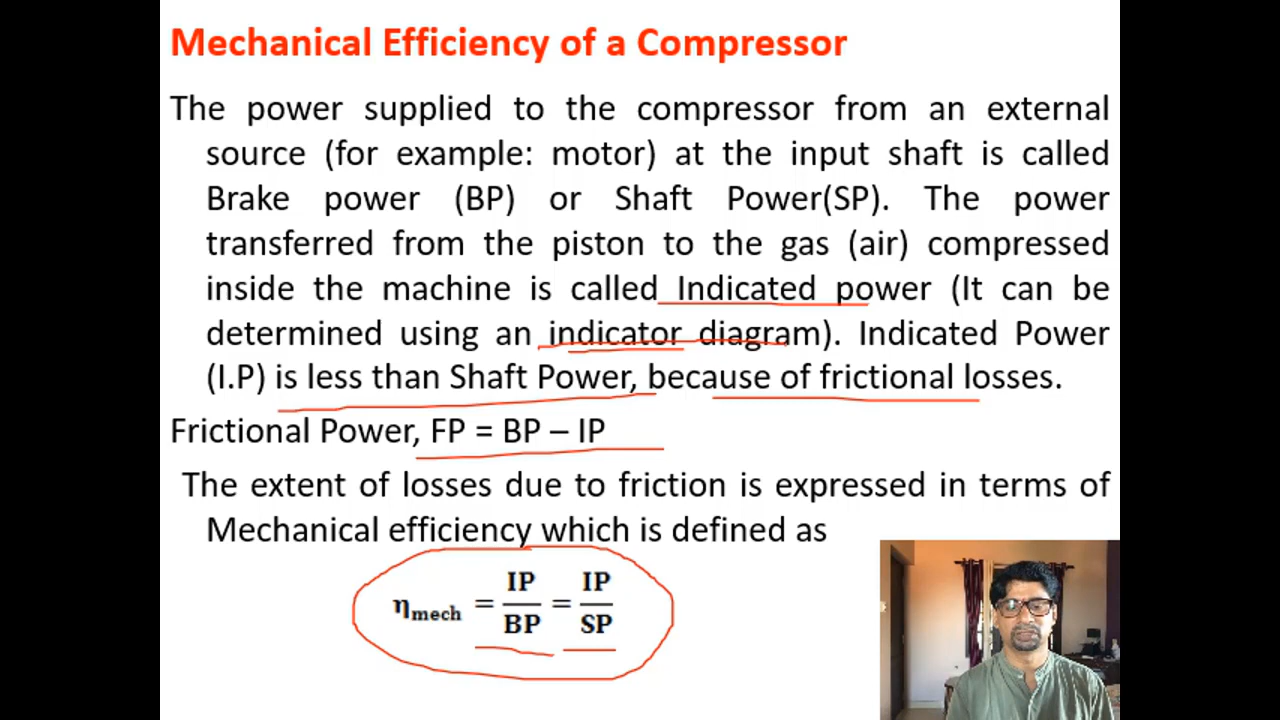 Mechanical Efficiency of a Compressor
The power supplied to the compressor from an external
source (for example: motor) at the input shaft is called
Brake power (BP) or Shaft Power(SP). The power
transferred from the piston to the gas (air) compressed
inside the machine is called Indicated power (It can be
determined using an indicator diagram). Indicated Power
(I.P) is less than Shaft Power, because of frictional losses.
Frictional Power, FP = BP – IP
The extent of losses due to friction is expressed in terms of
Mechanical efficiency which is defined as
η_mech = IP/BP = IP/SP